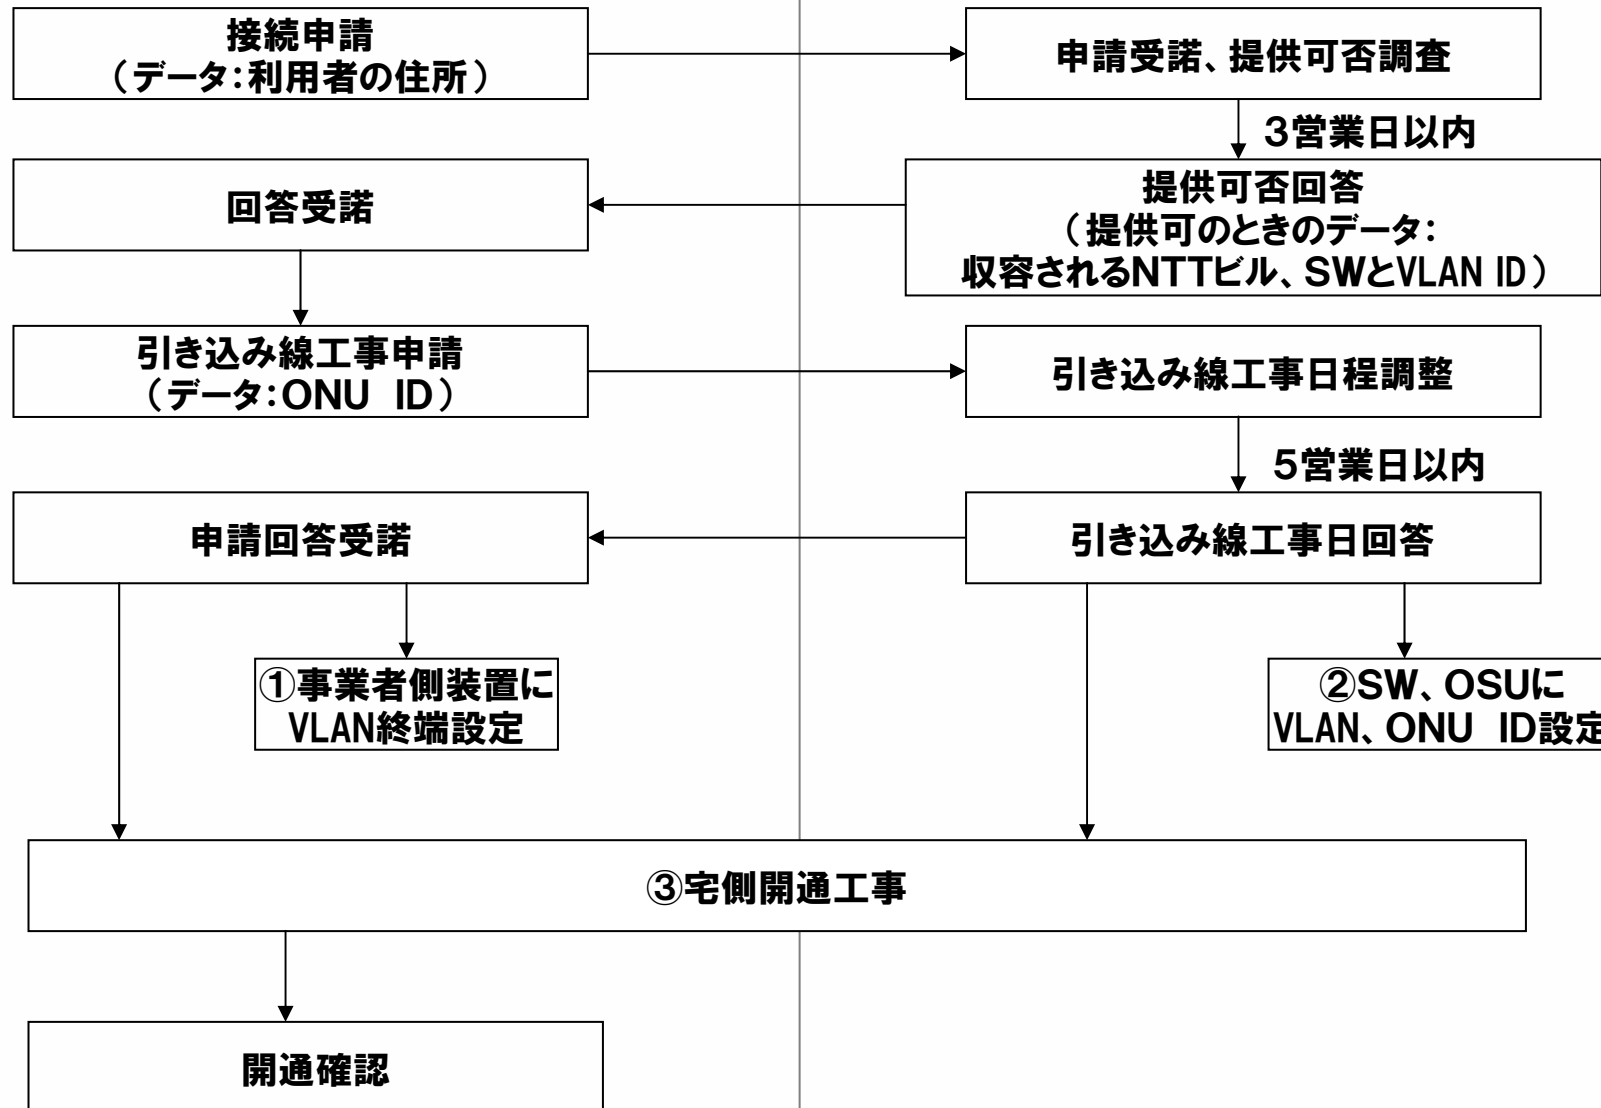 接続申請
（データ：利用者の住所）
申請受諾、提供可否調査
３営業日以内
回答受諾
提供可否回答
（提供可のときのデータ：
収容されるNTTビル、SWとVLAN ID）
引き込み線工事申請
（データ：ONU　ID）
引き込み線工事日程調整
５営業日以内
申請回答受諾
引き込み線工事日回答
①事業者側装置に
VLAN終端設定
②SW、OSUに
VLAN、ONU　ID設定
③宅側開通工事
開通確認